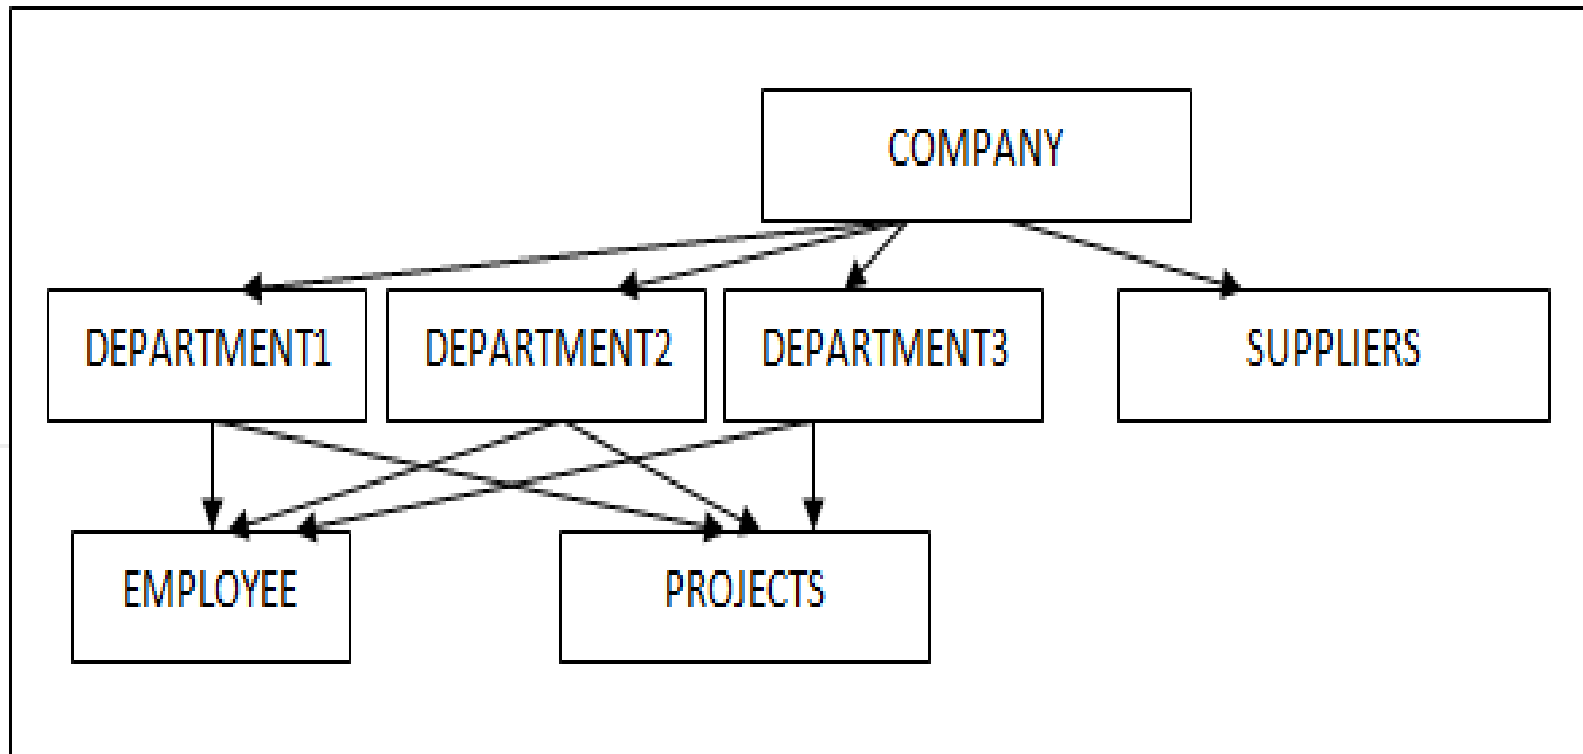 COMPANY
DEPARTMENT1
DEPARTMENT2
DEPARTMENT3
SUPPLIERS
EMPLOYEE
PROJECTS